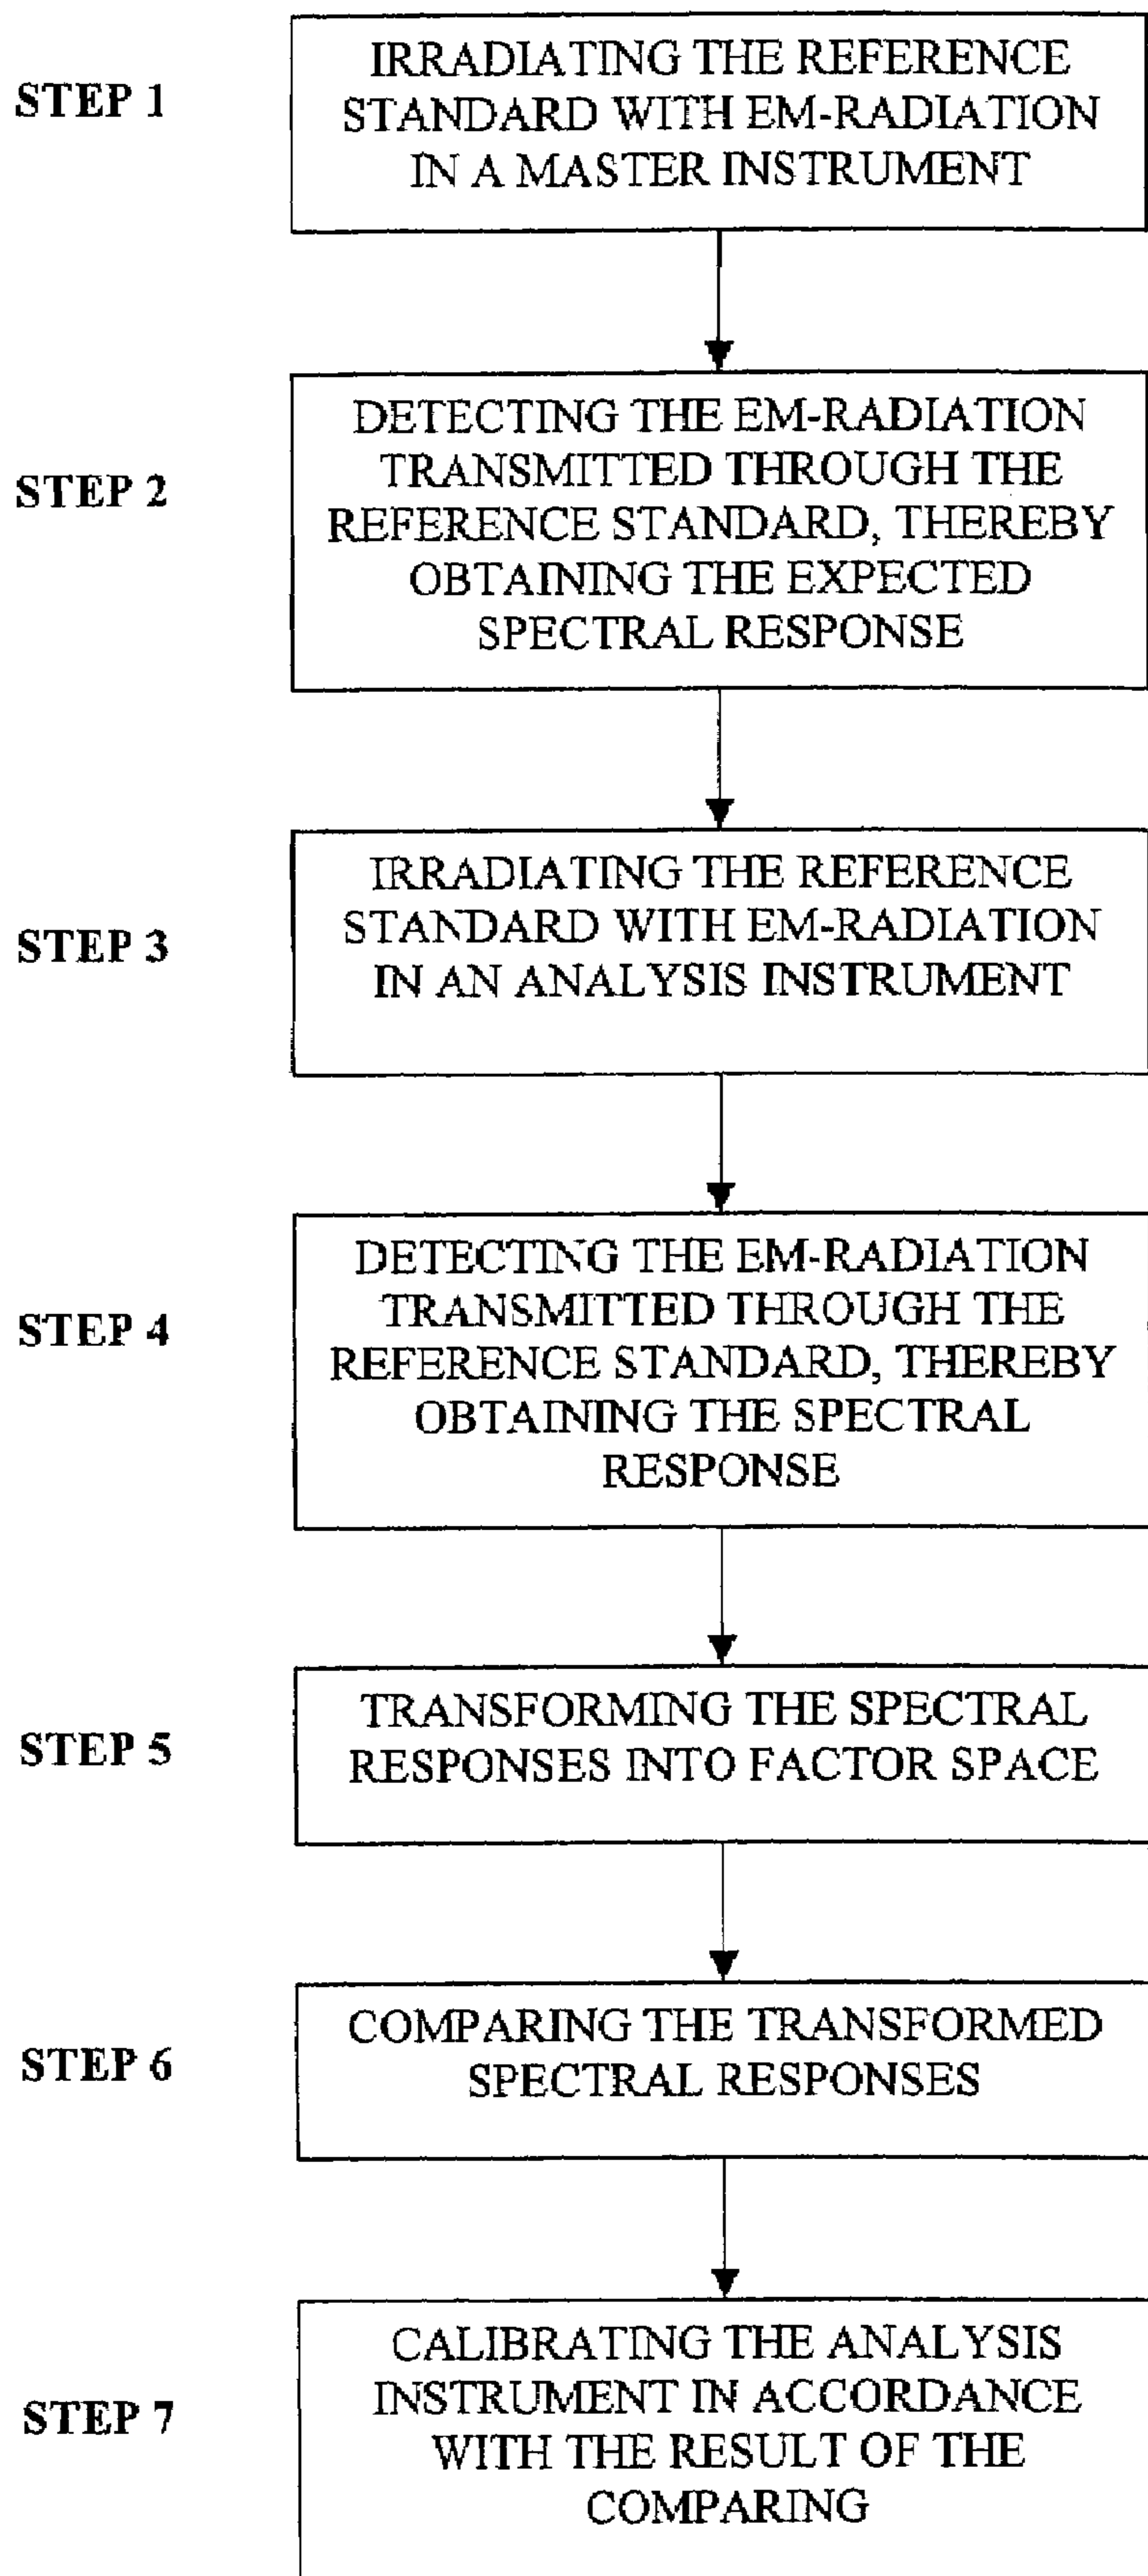 STEP 1
IRRADIATING THE REFERENCE
STANDARD WITH EM-RADIATION
IN A MASTER INSTRUMENT
STEP 2
DETECTING THE EM-RADIATION
TRANSMITTED THROUGH THE
REFERENCE STANDARD, THEREBY
OBTAINING THE EXPECTED
SPECTRAL RESPONSE
STEP 3
IRRADIATING THE REFERENCE
STANDARD WITH EM-RADIATION
IN AN ANALYSIS INSTRUMENT
STEP 4
DETECTING THE EM-RADIATION
TRANSMITTED THROUGH THE
REFERENCE STANDARD, THEREBY
OBTAINING THE SPECTRAL
RESPONSE
STEP 5
TRANSFORMING THE SPECTRAL
RESPONSES INTO FACTOR SPACE
STEP 6
COMPARING THE TRANSFORMED
SPECTRAL RESPONSES
STEP 7
CALIBRATING THE ANALYSIS
INSTRUMENT IN ACCORDANCE
WITH THE RESULT OF THE
COMPARING